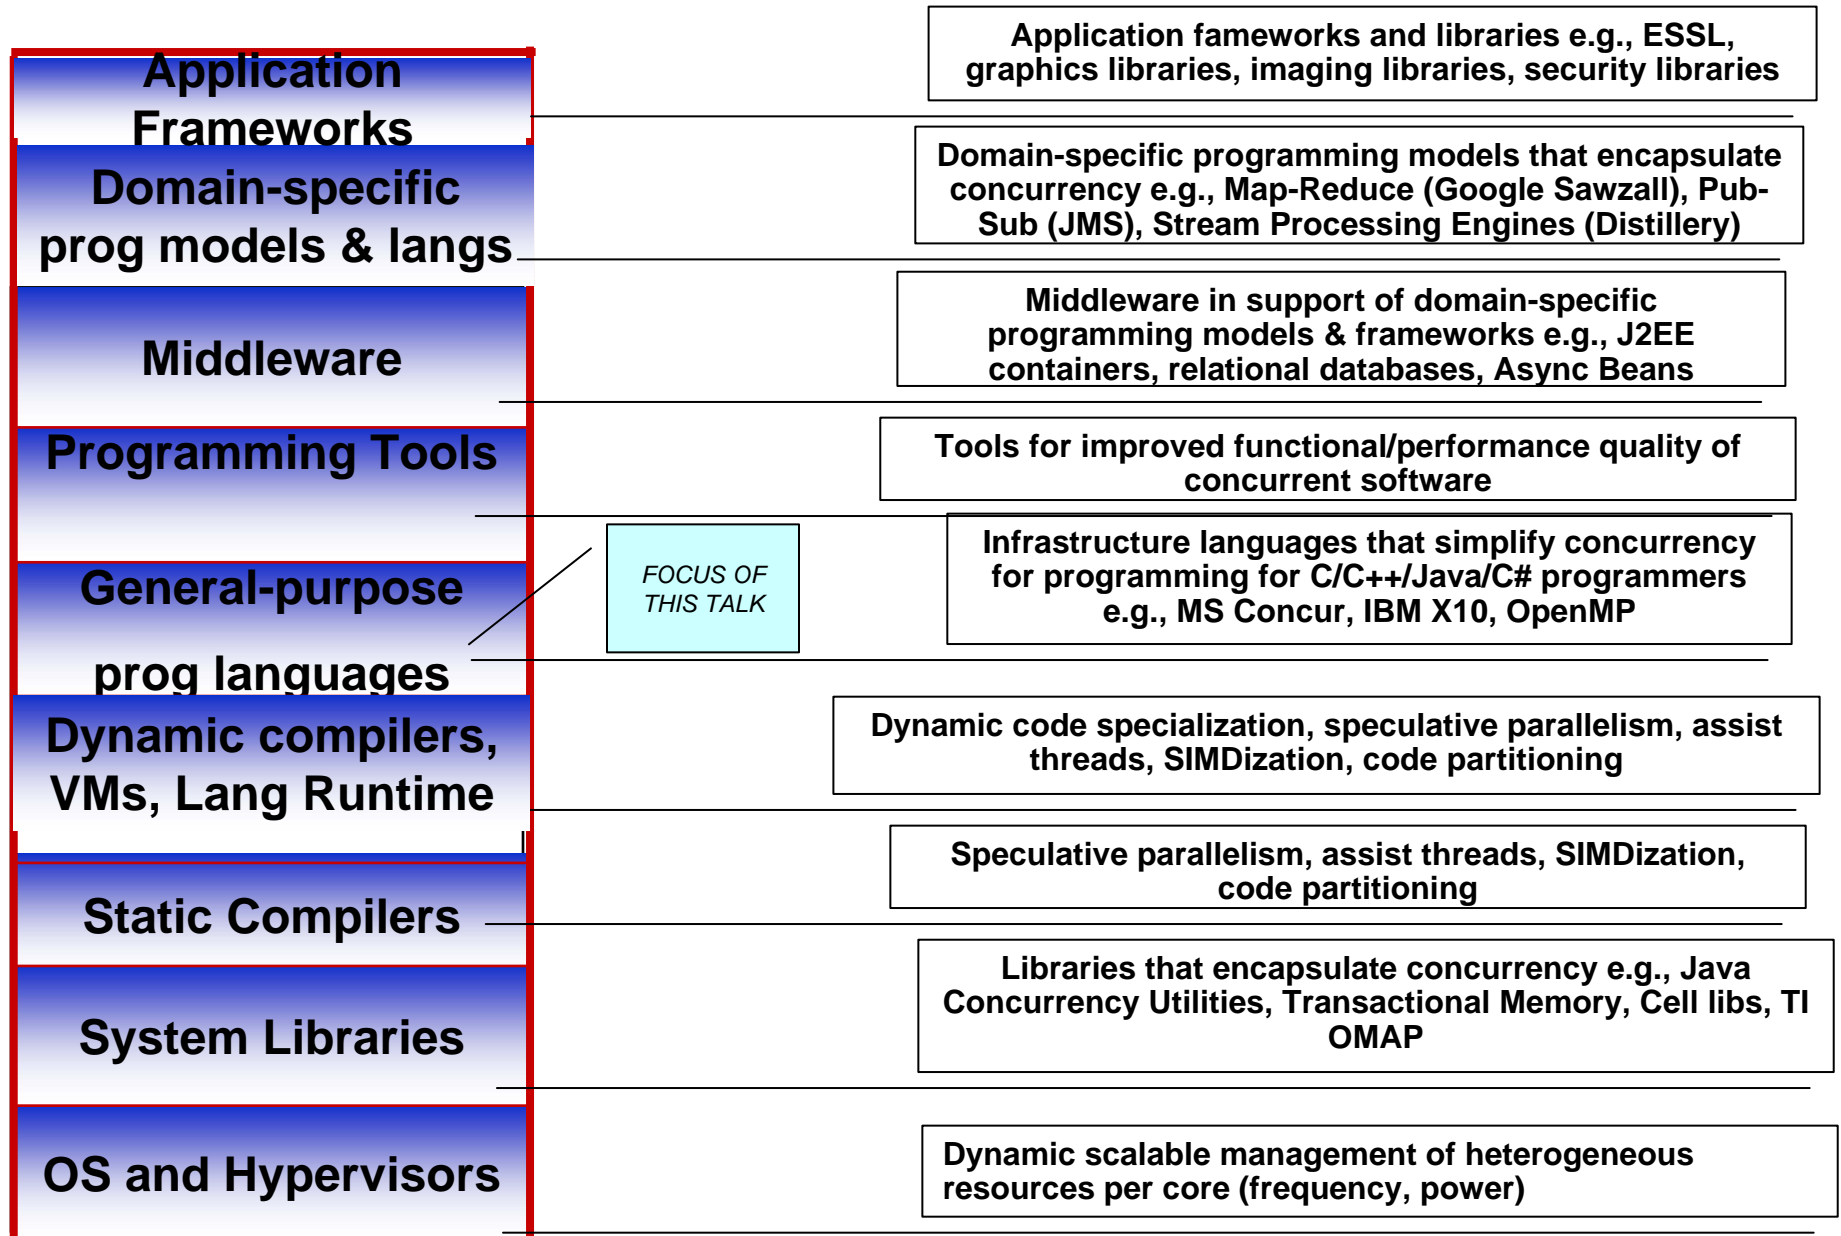 Application
Frameworks
Application fameworks and libraries e.g., ESSL,
graphics libraries, imaging libraries, security libraries
Domain-specific
prog models & langs
Domain-specific programming models that encapsulate
concurrency e.g., Map-Reduce (Google Sawzall), Pub-
Sub (JMS), Stream Processing Engines (Distillery)
Middleware
Middleware in support of domain-specific
programming models & frameworks e.g., J2EE
containers, relational databases, Async Beans
Programming Tools
Tools for improved functional/performance quality of
concurrent software
General-purpose
prog languages
FOCUS OF
THIS TALK
Infrastructure languages that simplify concurrency
for programming for C/C++/Java/C# programmers
e.g., MS Concur, IBM X10, OpenMP
Dynamic compilers,
VMs, Lang Runtime
Dynamic code specialization, speculative parallelism, assist
threads, SIMDization, code partitioning
Static Compilers
Speculative parallelism, assist threads, SIMDization,
code partitioning
System Libraries
Libraries that encapsulate concurrency e.g., Java
Concurrency Utilities, Transactional Memory, Cell libs, TI
OMAP
OS and Hypervisors
Dynamic scalable management of heterogeneous
resources per core (frequency, power)